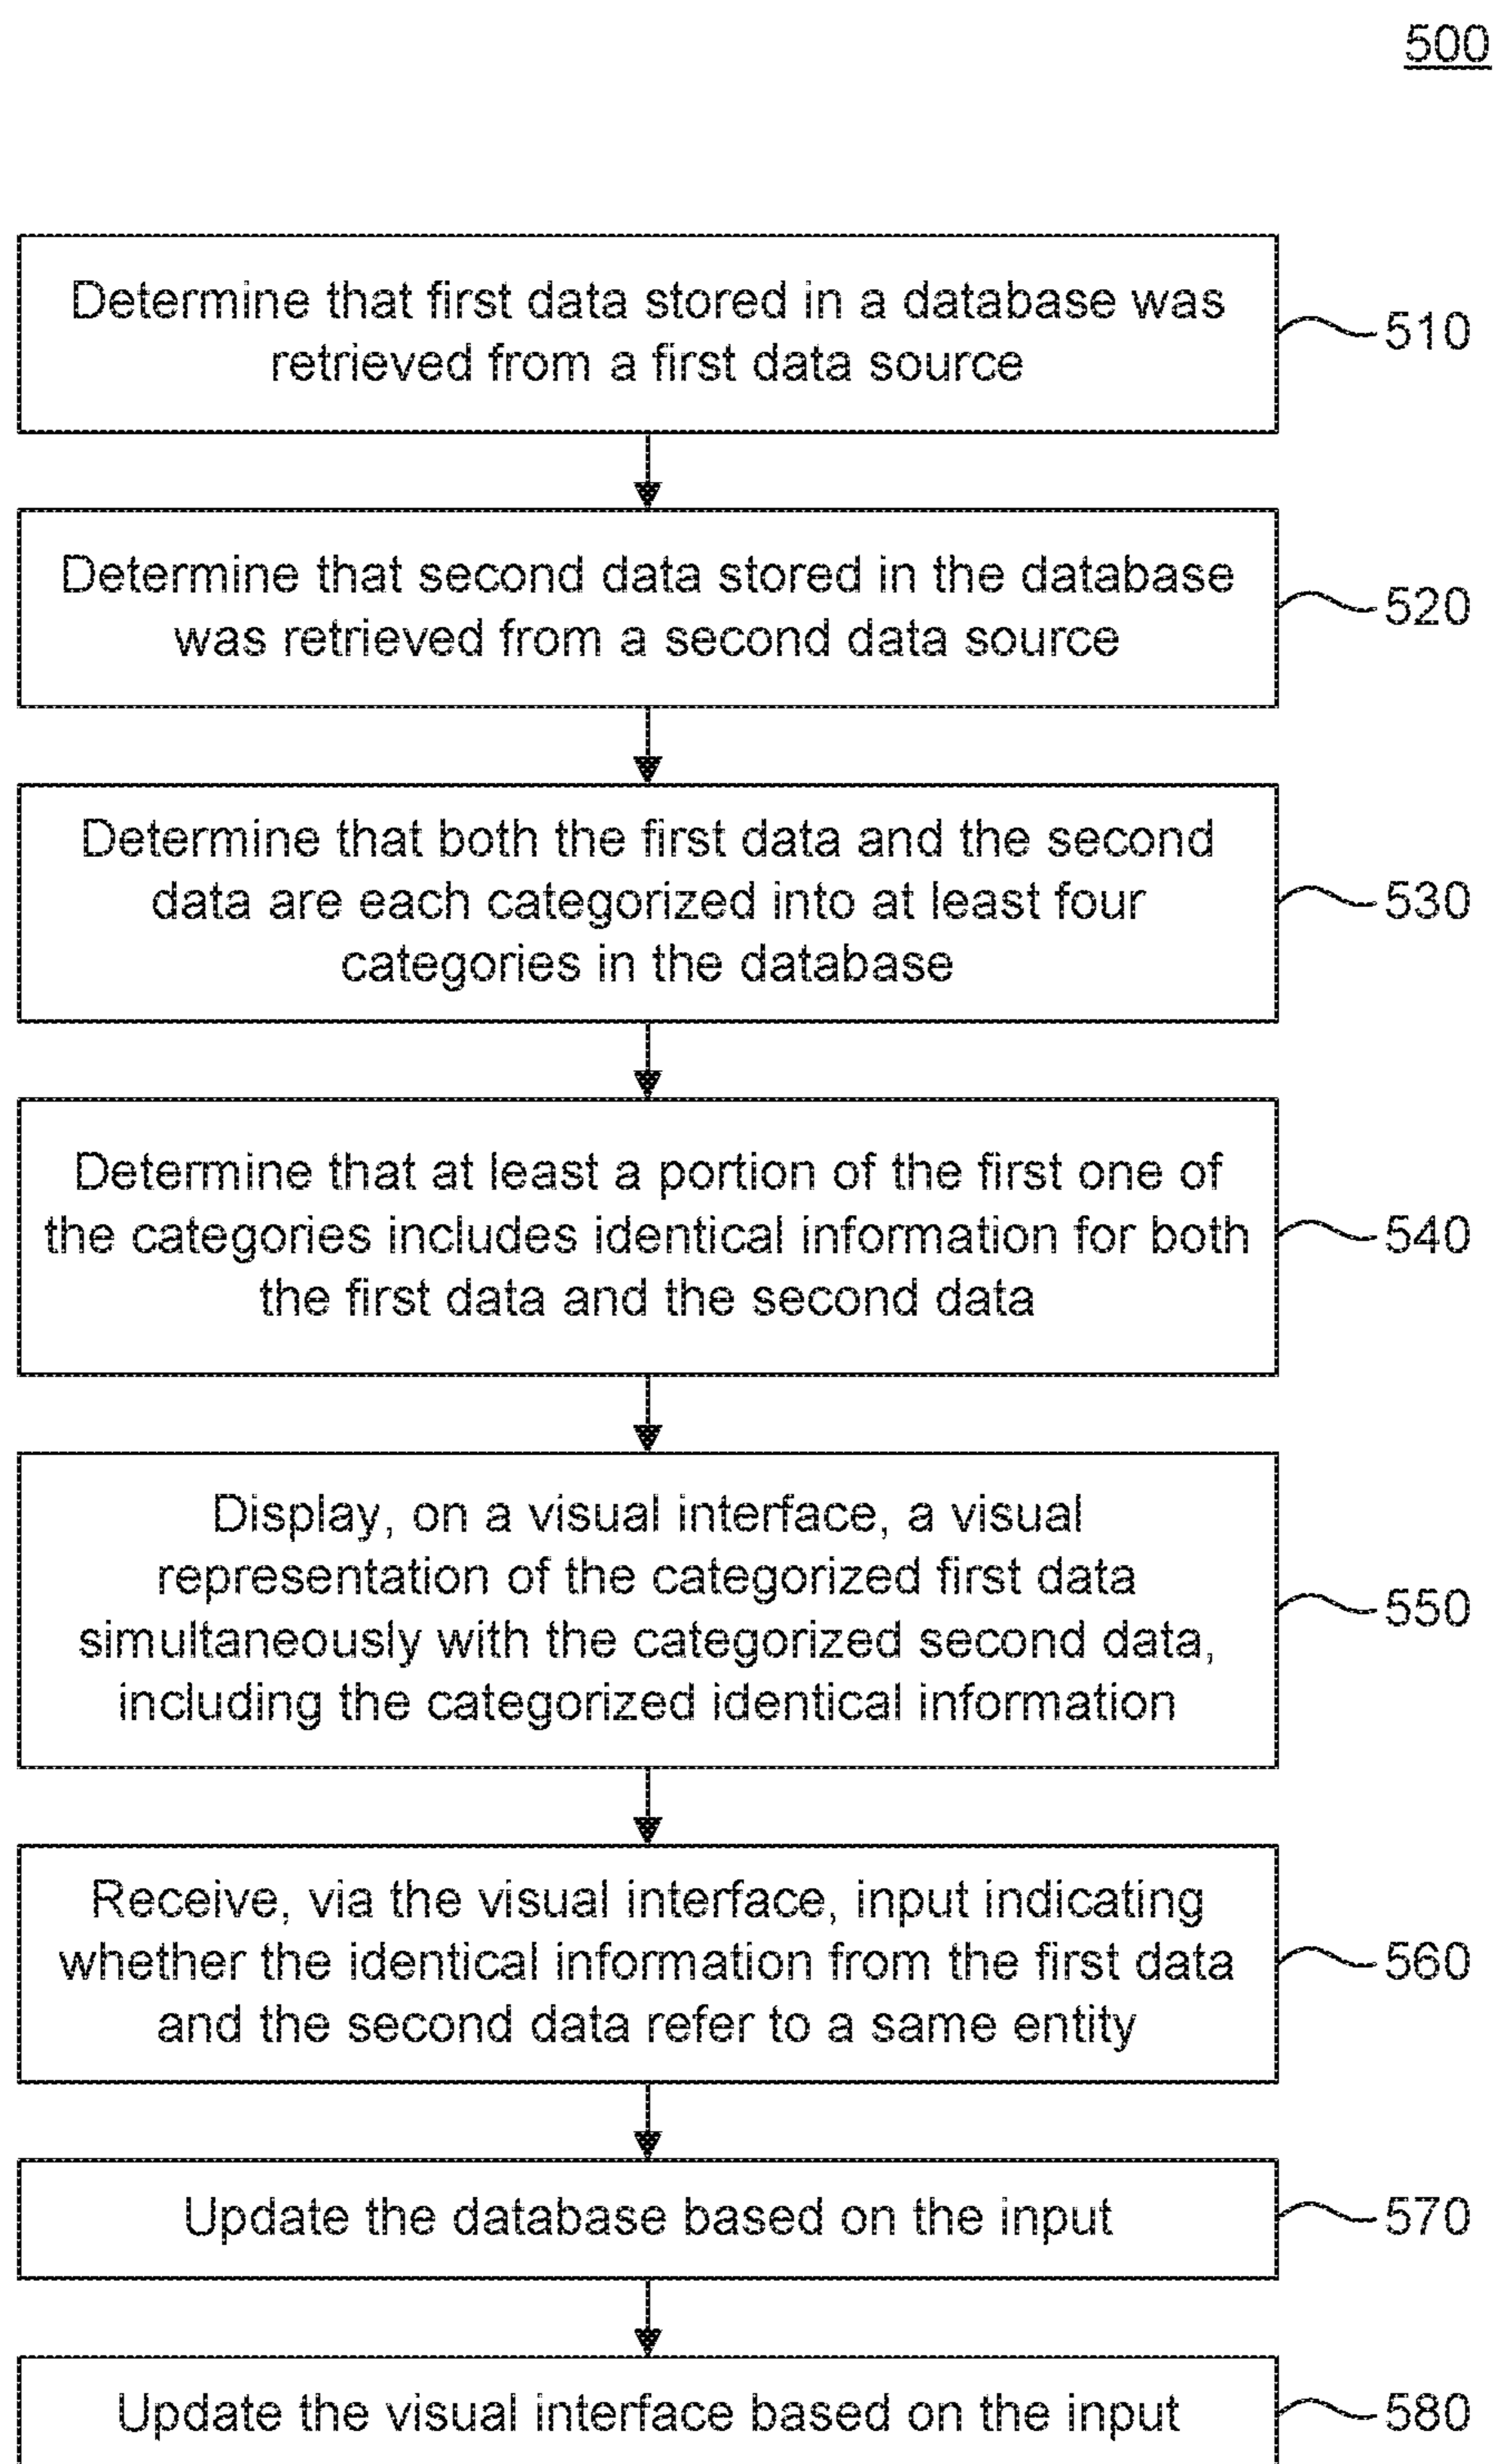 500
Determine that first data stored in a database was
retrieved from a first data source
510
Determine that second data stored in the database
was retrieved from a second data source
520
Determine that both the first data and the second
data are each categorized into at least four
categories in the database
530
Determine that at least a portion of the first one of
the categories includes identical information for both
the first data and the second data
540
Display, on a visual interface, a visual
representation of the categorized first data
simultaneously with the categorized second data,
including the categorized identical information
550
Receive, via the visual interface, input indicating
whether the identical information from the first data
and the second data refer to a same entity
560
Update the database based on the input
570
Update the visual interface based on the input
580